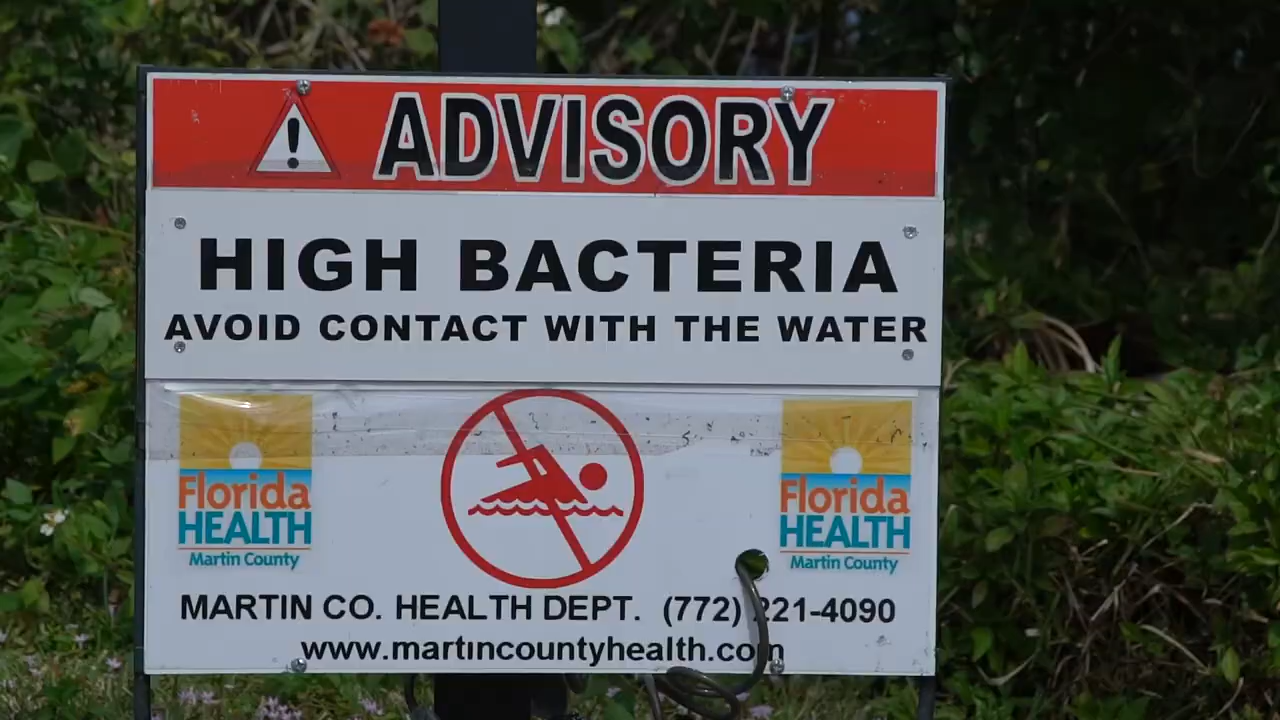 ADVISORY
HIGH BACTERIA
AVOID CONTACT WITH THE WATER
Florida
HEALTH
Martin County
Florida
HEALTH
Martin County
MARTIN CO. HEALTH DEPT. (772) 221-4090
www.martincountyhealth.com